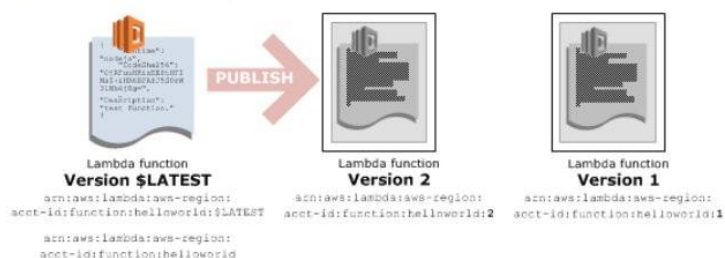 "Description":
"test function."
}
PUBLISH
Lambda function
Version $LATEST
arn:aws:lambda:aws-region:
acct-id:function:helloworld:$LATEST
arn:aws:lambda:aws-region:
acct-id:function:helloworld
Lambda function
Version 2
arn:aws:lambda:aws-region:
acct-id:function:helloworld:2
Lambda function
Version 1
arn:aws:lambda:aws-region:
acct-id:function:helloworld:1